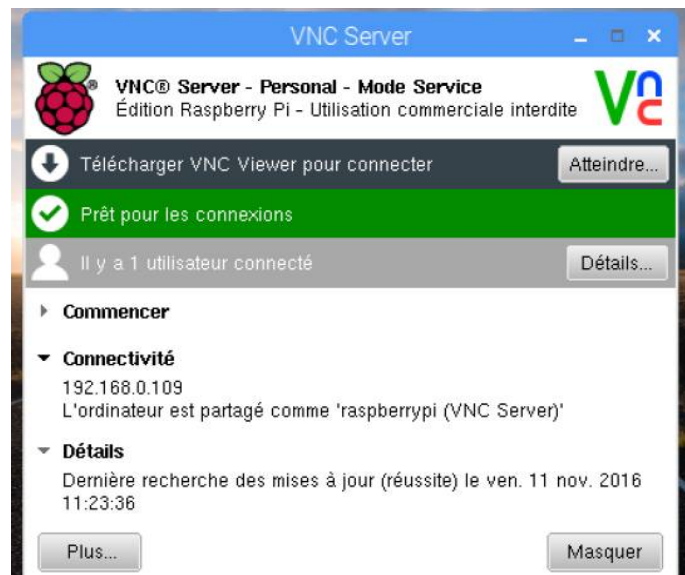 VNC Server
VNC® Server - Personal - Mode Service
Édition Raspberry Pi - Utilisation commerciale interdite
Télécharger VNC Viewer pour connecter
Atteindre...
Prêt pour les connexions
Il y a 1 utilisateur connecté
Détails...
Commencer
Connectivité
192.168.0.109
L'ordinateur est partagé comme 'raspberrypi (VNC Server)'
Détails
Dernière recherche des mises à jour (réussite) le ven. 11 nov. 2016
11:23:36
Plus...
Masquer